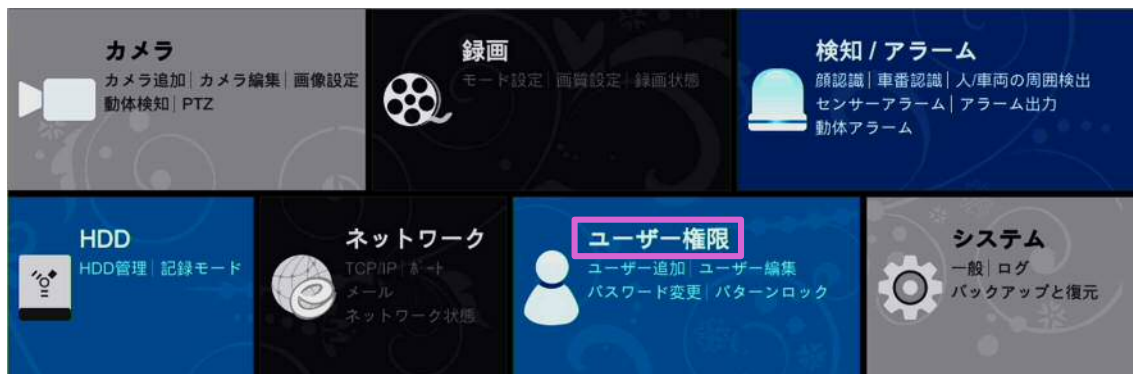 カメラ
カメラ追加 | カメラ編集 | 画像設定
動体検知 | PTZ
録画
モード設定 | 画質設定 | 録画状態
検知 / アラーム
顔認識 | 車番認識 | 人/車両の周囲検出
センサーアラーム | アラーム出力
動体アラーム
HDD
HDD管理 | 記録モード
ネットワーク
TCP/IP | ポート
メール
ネットワーク状態
ユーザー権限
ユーザー追加 | ユーザー編集
パスワード変更 | パターンロック
システム
一般 | ログ
バックアップと復元